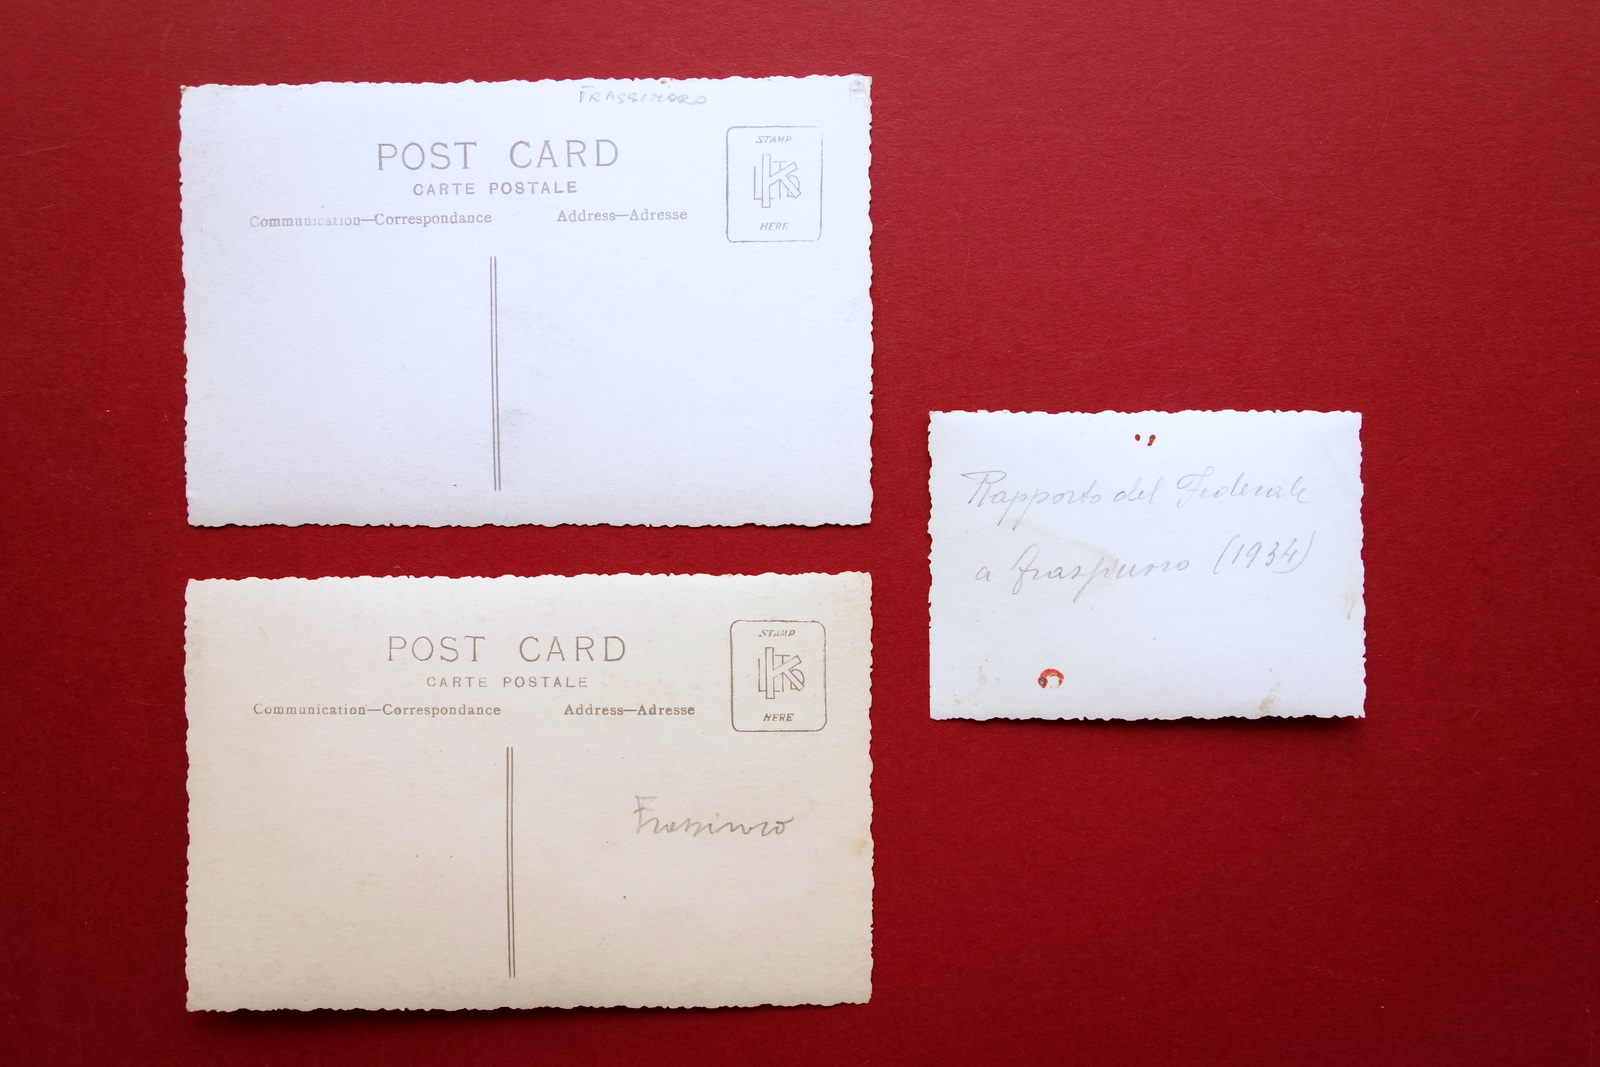 FRASSINORO
POST CARD
CARTE POSTALE
Communication—Correspondance
Address—Adresse
STAMP
HERE
POST CARD
CARTE POSTALE
Communication—Correspondance
Address—Adresse
STAMP
HERE
Frassinoro
Rapporto del Federale
a (1934)